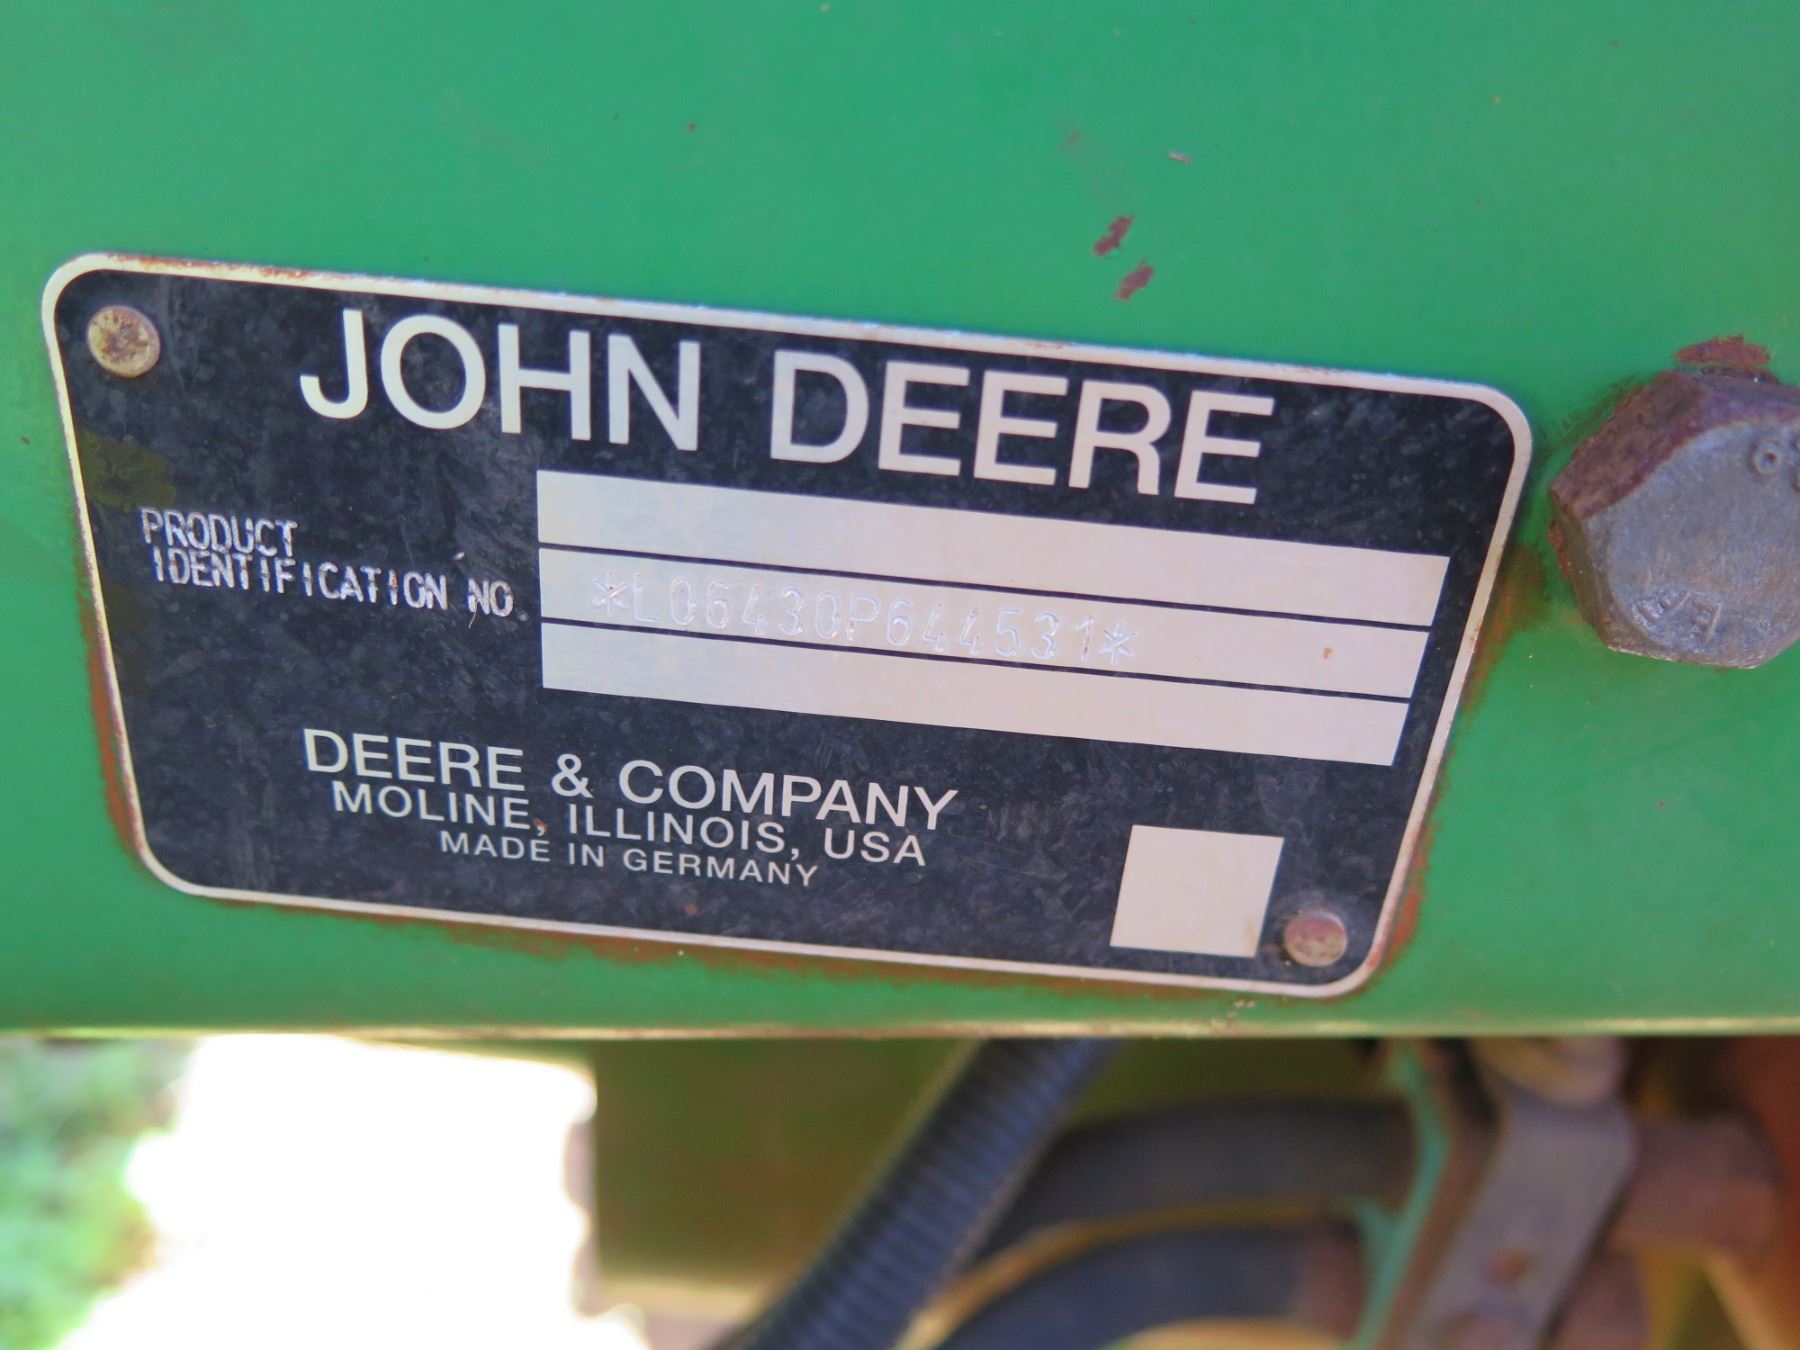 JOHN DEERE
PRODUCT
IDENTIFICATION NO.
*L06430P644531*
DEERE & COMPANY
MOLINE, ILLINOIS, USA
MADE IN GERMANY